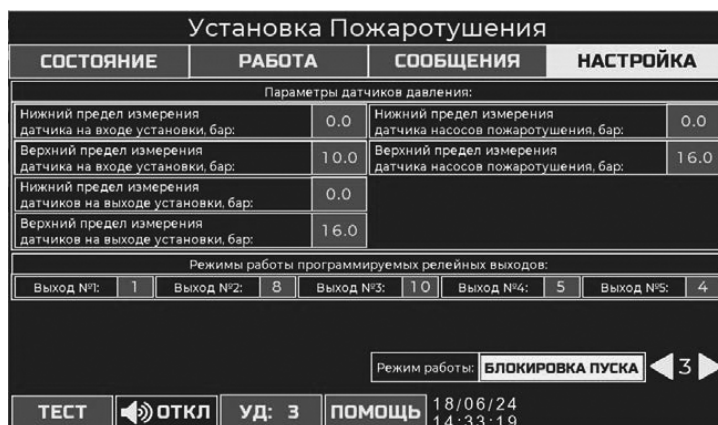 Установка Пожаротушения
СОСТОЯНИЕ РАБОТА СООБЩЕНИЯ НАСТРОЙКА
Параметры датчиков давления:
Нижний предел измерения
датчика на входе установки, бар: 0.0
Нижний предел измерения
датчика насосов пожаротушения, бар: 0.0
Верхний предел измерения
датчика на входе установки, бар: 10.0
Верхний предел измерения
датчика насосов пожаротушения, бар: 16.0
Нижний предел измерения
датчиков на выходе установки, бар: 0.0
Верхний предел измерения
датчиков на выходе установки, бар: 16.0
Режимы работы программируемых релейных выходов:
Выход №1: 1 Выход №2: 8 Выход №3: 10 Выход №4: 5 Выход №5: 4
Режим работы: БЛОКИРОВКА ПУСКА 3
ТЕСТ ОТКЛ УД: 3 ПОМОЩЬ 18/06/24
14:33:19